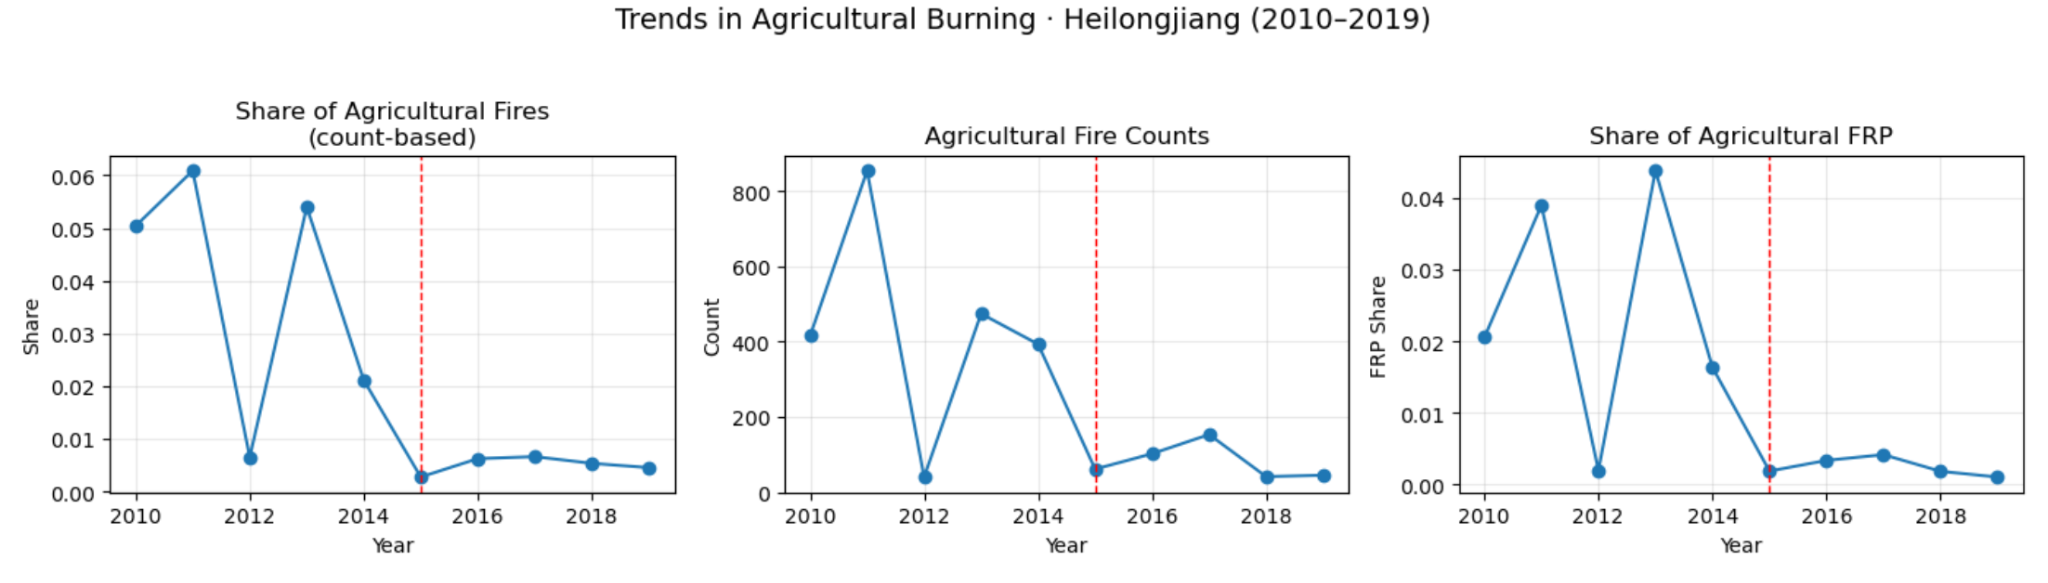 Trends in Agricultural Burning · Heilongjiang (2010–2019)
Share of Agricultural Fires
(count-based)
Share
0.06
0.05
0.04
0.03
0.02
0.01
0.00
2010 2012 2014 2016 2018
Year
Agricultural Fire Counts
Count
800
600
400
200
0
2010 2012 2014 2016 2018
Year
Share of Agricultural FRP
FRP Share
0.04
0.03
0.02
0.01
0.00
2010 2012 2014 2016 2018
Year